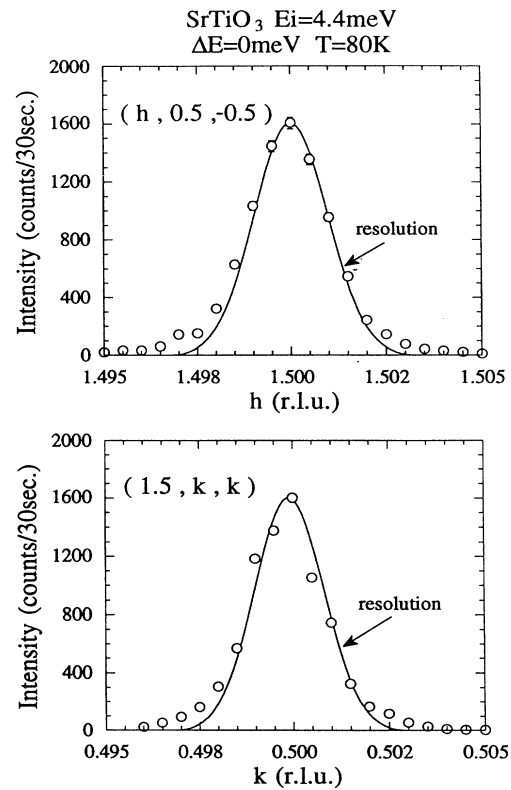 SrTiO₃ Ei=4.4meV
ΔE=0meV T=80K
2000
1600
1200
800
400
0
Intensity (counts/30sec.)
( h , 0.5 ,-0.5)
resolution
1.495 1.498 1.500 1.502 1.505
h (r.l.u.)
2000
1600
1200
800
400
0
Intensity (counts/30sec.)
( 1.5 , k , k )
resolution
0.495 0.498 0.500 0.502 0.505
k (r.l.u.)